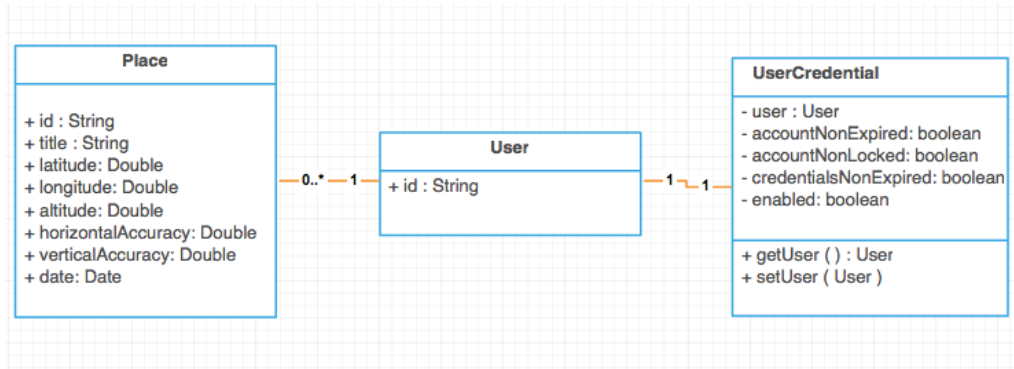 Place
+ id : String
+ title : String
+ latitude: Double
+ longitude: Double
+ altitude: Double
+ horizontalAccuracy: Double
+ verticalAccuracy: Double
+ date: Date
0..*
1
User
+ id : String
1
1
UserCredential
- user : User
- accountNonExpired: boolean
- accountNonLocked: boolean
- credentialsNonExpired: boolean
- enabled: boolean
+ getUser ( ) : User
+ setUser ( User )